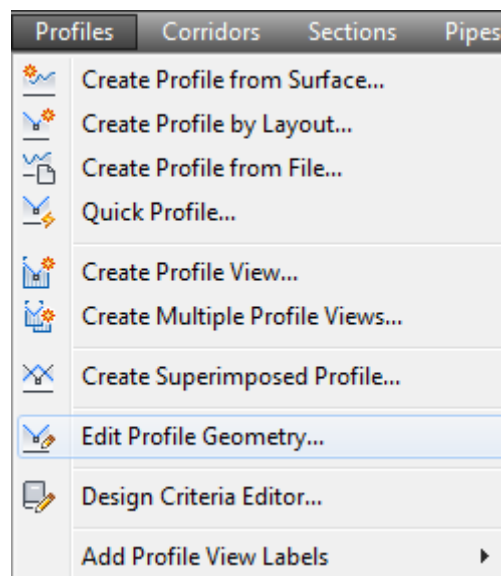 Profiles Corridors Sections Pipes
Create Profile from Surface...
Create Profile by Layout...
Create Profile from File...
Quick Profile...
Create Profile View...
Create Multiple Profile Views...
Create Superimposed Profile...
Edit Profile Geometry...
Design Criteria Editor...
Add Profile View Labels